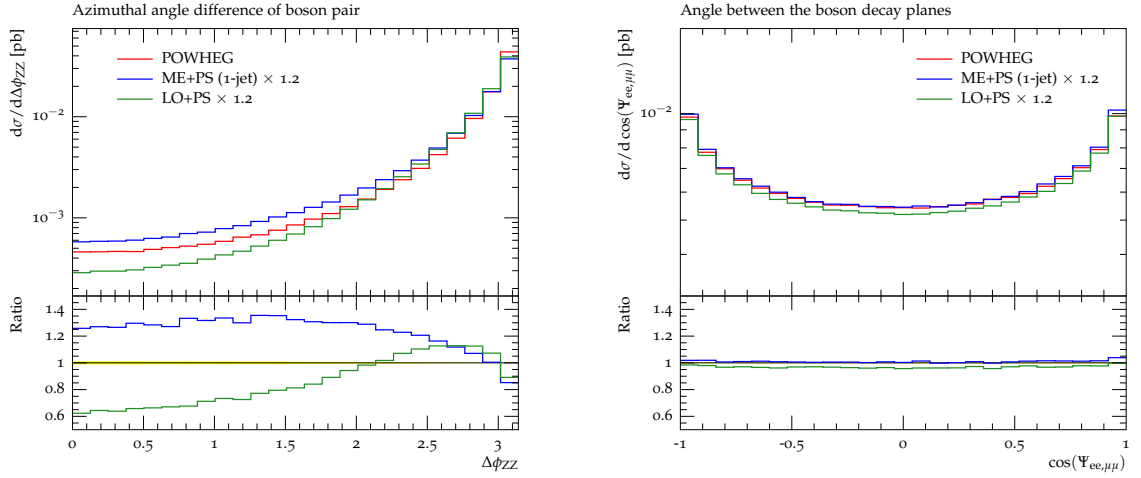 Azimuthal angle difference of boson pair
dσ/dΔϕZZ [pb]
POWHEG
ME+PS (1-jet) × 1.2
LO+PS × 1.2
10−2
10−3
Ratio
1.4
1.2
1
0.8
0.6
0 0.5 1 1.5 2 2.5 3
ΔϕZZ
Angle between the boson decay planes
dσ/d cos(Ψee,μμ) [pb]
POWHEG
ME+PS (1-jet) × 1.2
LO+PS × 1.2
10−2
Ratio
1.4
1.2
1
0.8
0.6
-1 -0.5 0 0.5 1
cos(Ψee,μμ)